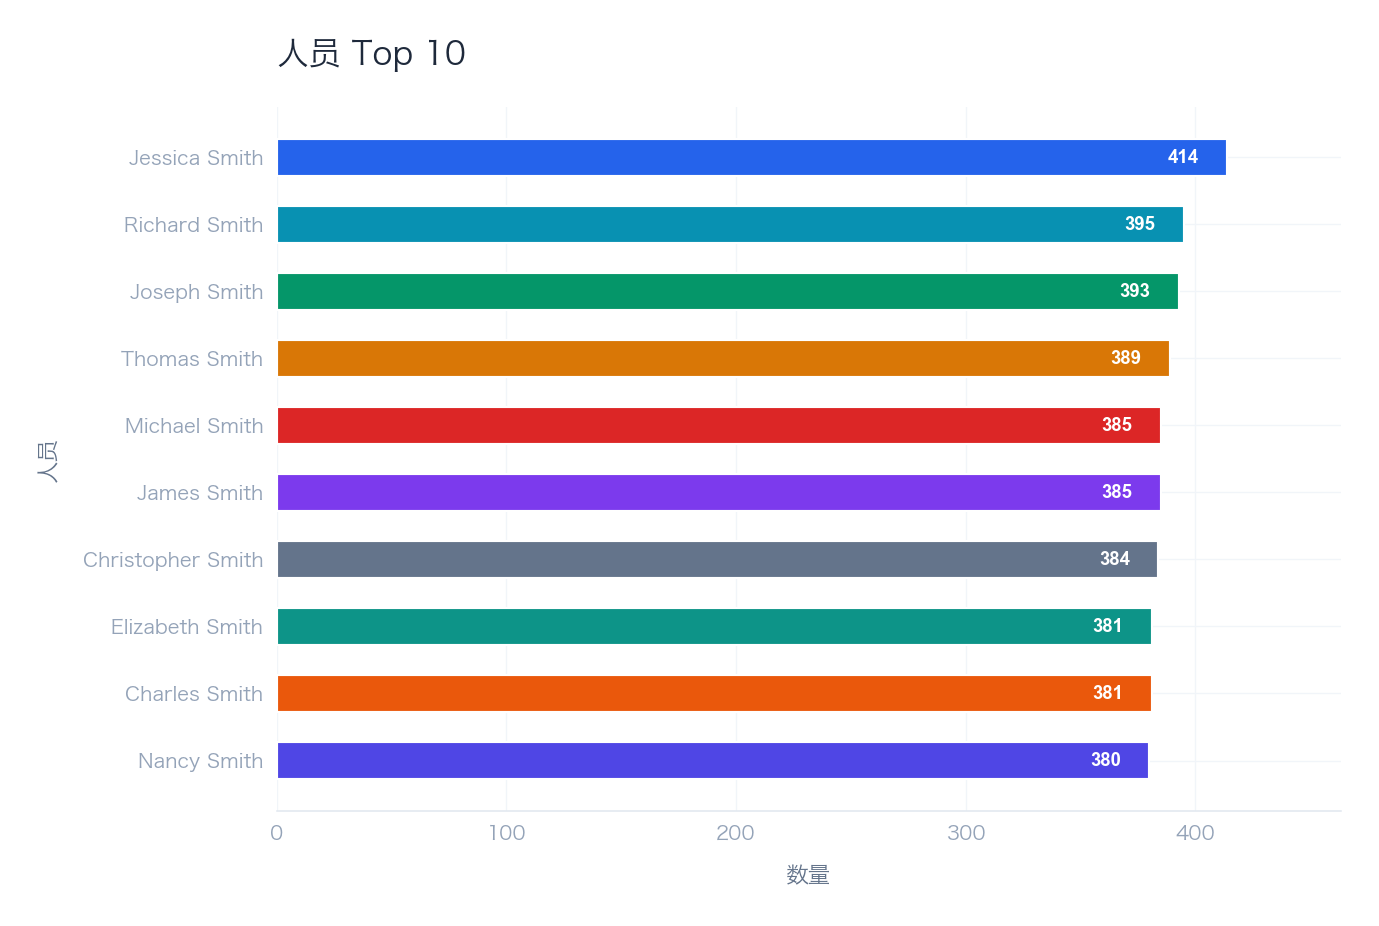 人员 Top 10
人员
Jessica Smith 414
Richard Smith 395
Joseph Smith 393
Thomas Smith 389
Michael Smith 385
James Smith 385
Christopher Smith 384
Elizabeth Smith 381
Charles Smith 381
Nancy Smith 380
0 100 200 300 400
数量